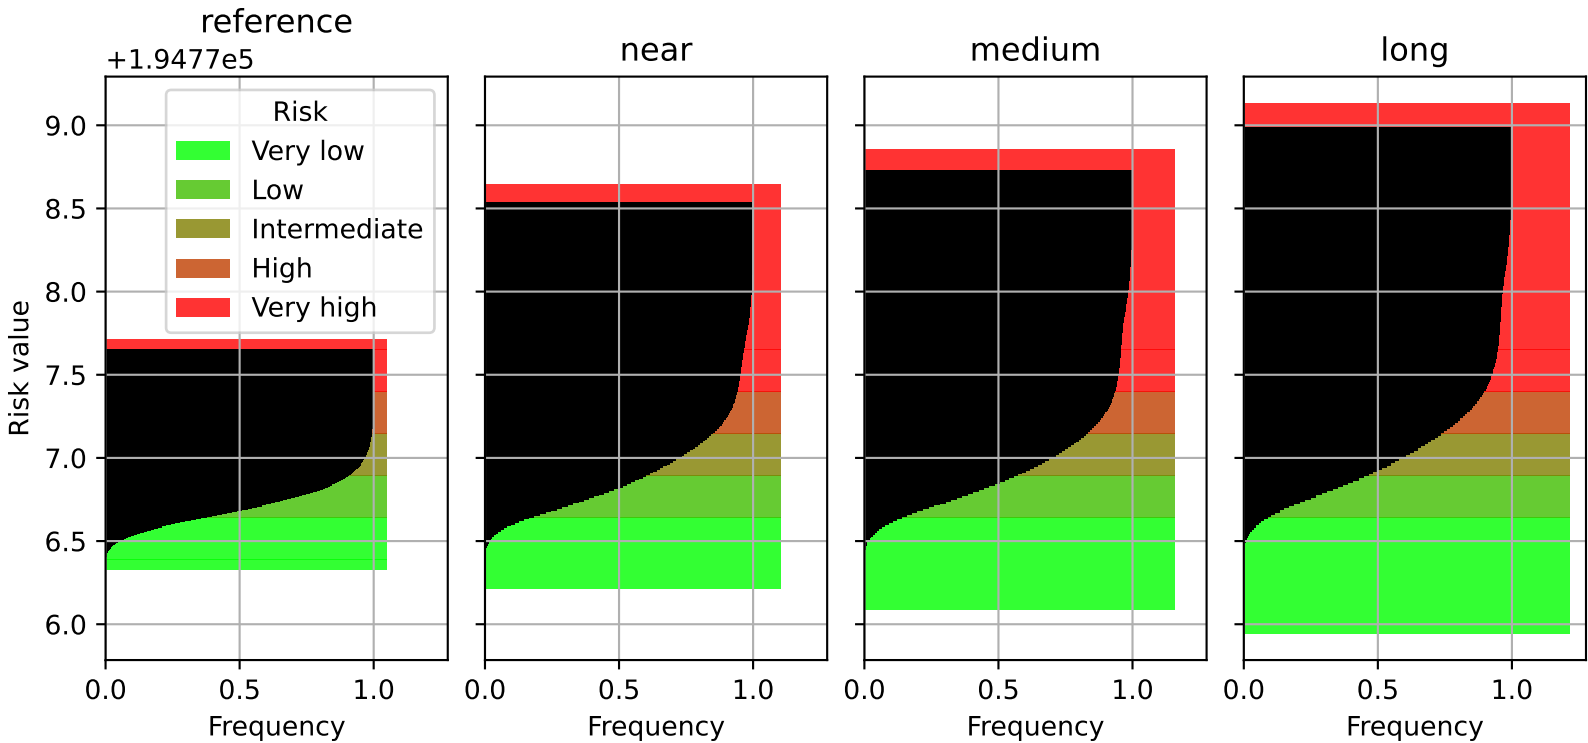 reference
near
medium
long
+1.9477e5
Risk
Very low
Low
Intermediate
High
Very high
Risk value
9.0
8.5
8.0
7.5
7.0
6.5
6.0
0.0 0.5 1.0
0.0 0.5 1.0
0.0 0.5 1.0
0.0 0.5 1.0
Frequency
Frequency
Frequency
Frequency